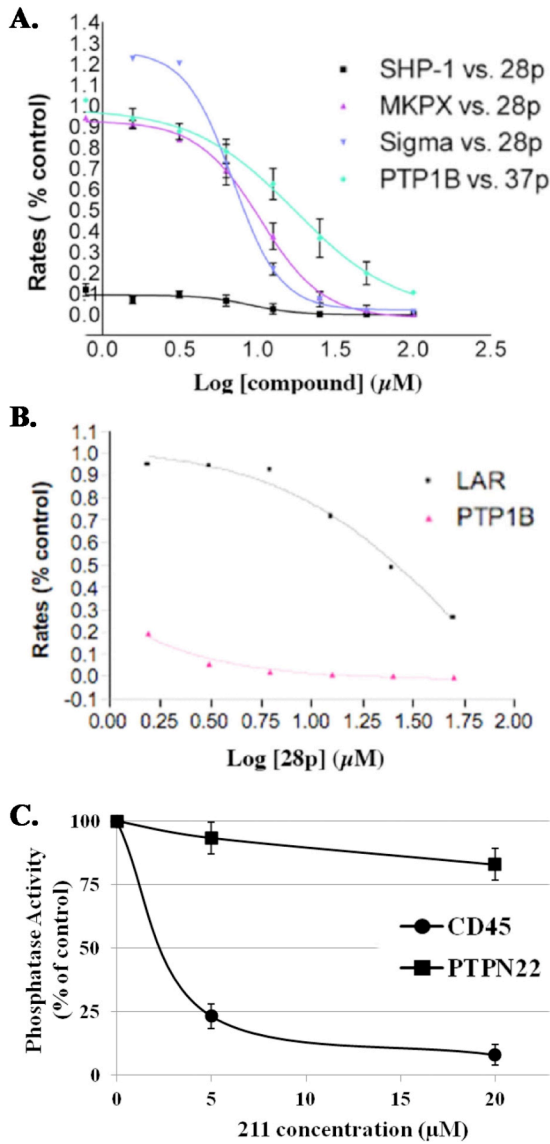 A.
1.4
1.3
1.2
1.1
1.0
0.9
0.8
0.7
0.6
0.5
0.4
0.3
0.2
0.1
0.0
Rates ( % control)
0.0 0.5 1.0 1.5 2.0 2.5
Log [compound] (µM)
SHP-1 vs. 28p
MKPX vs. 28p
Sigma vs. 28p
PTP1B vs. 37p
B.
1.1
1.0
0.9
0.8
0.7
0.6
0.5
0.4
0.3
0.2
0.1
0.0
-0.1
Rates (% control)
0.00 0.25 0.50 0.75 1.00 1.25 1.50 1.75 2.00
Log [28p] (µM)
LAR
PTP1B
C.
100
75
50
25
0
Phosphatase Activity
(% of control)
0 5 10 15 20
211 concentration (µM)
CD45
PTPN22